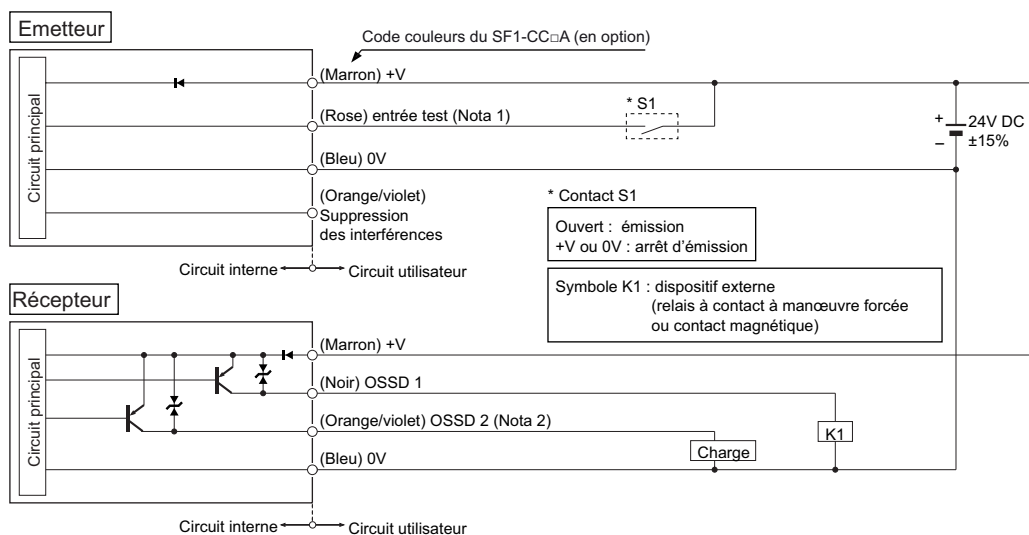 Emetteur
Code couleurs du SF1-CC□A (en option)
Circuit principal
(Marron) +V
(Rose) entrée test (Nota 1)
* S1
(Bleu) 0V
+
−
24V DC
±15%
(Orange/violet)
Suppression
des interférences
Circuit interne
Circuit utilisateur
* Contact S1
Ouvert : émission
+V ou 0V : arrêt d’émission
Symbole K1 : dispositif externe
(relais à contact à manœuvre forcée
ou contact magnétique)
Récepteur
Circuit principal
(Marron) +V
(Noir) OSSD 1
(Orange/violet) OSSD 2 (Nota 2)
K1
Charge
(Bleu) 0V
Circuit interne
Circuit utilisateur